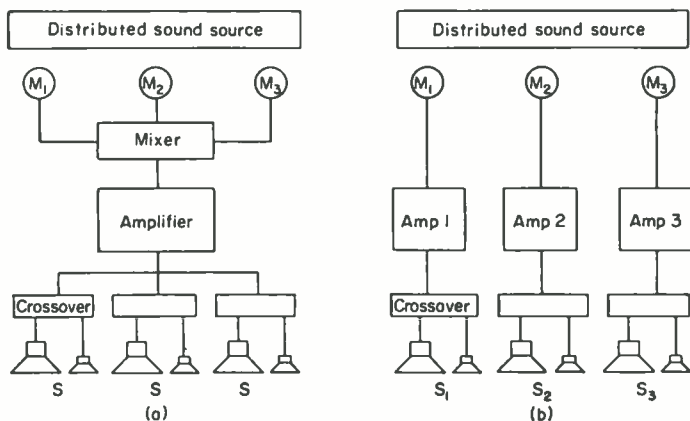 Distributed sound source
M₁ M₂ M₃
Mixer
Amplifier
Crossover
S S S
(a)
Distributed sound source
M₁ M₂ M₃
Amp 1 Amp 2 Amp 3
Crossover
S₁ S₂ S₃
(b)